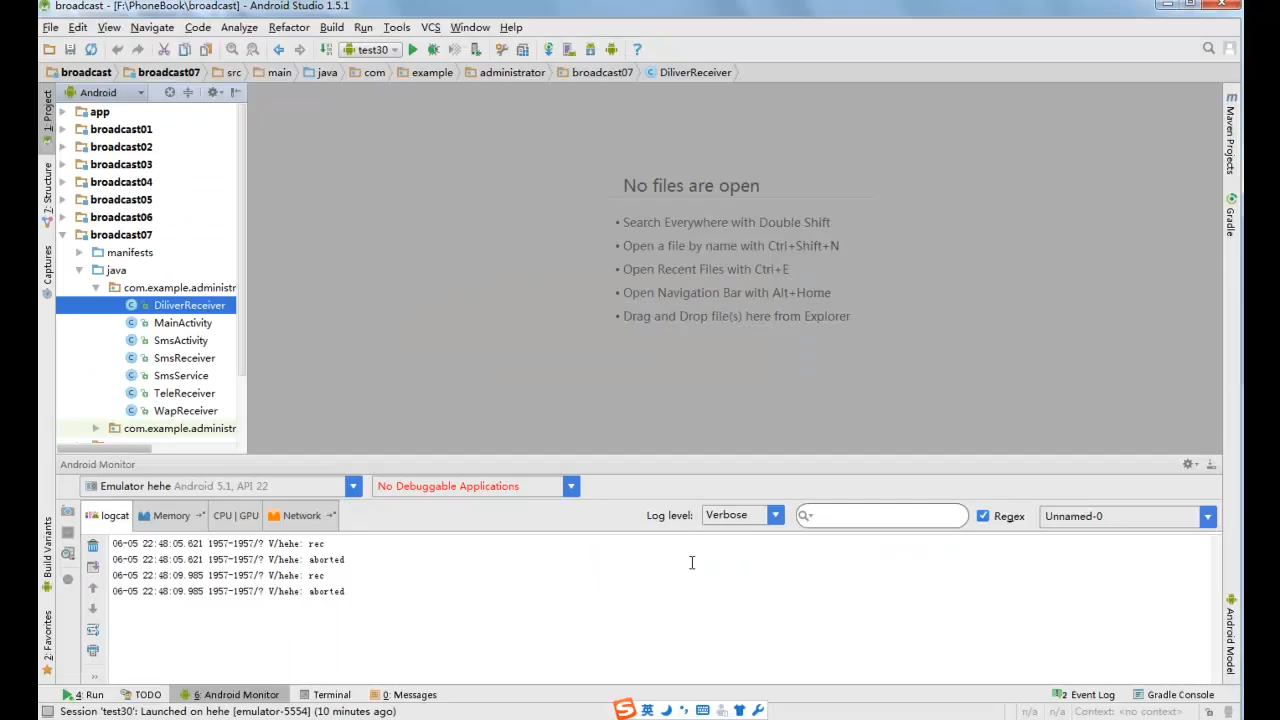 broadcast - [F:\PhoneBook\broadcast] - Android Studio 1.5.1
File Edit View Navigate Code Analyze Refactor Build Run Tools VCS Window Help
test30
broadcast broadcast07 src main java com example administrator broadcast07 DiliverReceiver
Android
app
broadcast01
broadcast02
broadcast03
broadcast04
broadcast05
broadcast06
broadcast07
manifests
java
com.example.administr
DiliverReceiver
MainActivity
SmsActivity
SmsReceiver
SmsService
TeleReceiver
WapReceiver
com.example.administr
1: Project
7: Structure
Captures
Build Variants
2: Favorites
No files are open
• Search Everywhere with Double Shift
• Open a file by name with Ctrl+Shift+N
• Open Recent Files with Ctrl+E
• Open Navigation Bar with Alt+Home
• Drag and Drop file(s) here from Explorer
Maven Projects
Gradle
Android Model
Android Monitor
Emulator hehe Android 5.1, API 22 No Debuggable Applications
logcat Memory CPU | GPU Network Log level: Verbose Regex Unnamed-0
06-05 22:48:05.621 1957-1957/? V/hehe: rec
06-05 22:48:05.621 1957-1957/? V/hehe: aborted
06-05 22:48:09.985 1957-1957/? V/hehe: rec
06-05 22:48:09.985 1957-1957/? V/hehe: aborted
4: Run TODO 6: Android Monitor Terminal 0: Messages 2 Event Log Gradle Console
Session 'test30': Launched on hehe [emulator-5554] (10 minutes ago) 英 n/a n/a Context: <no context>